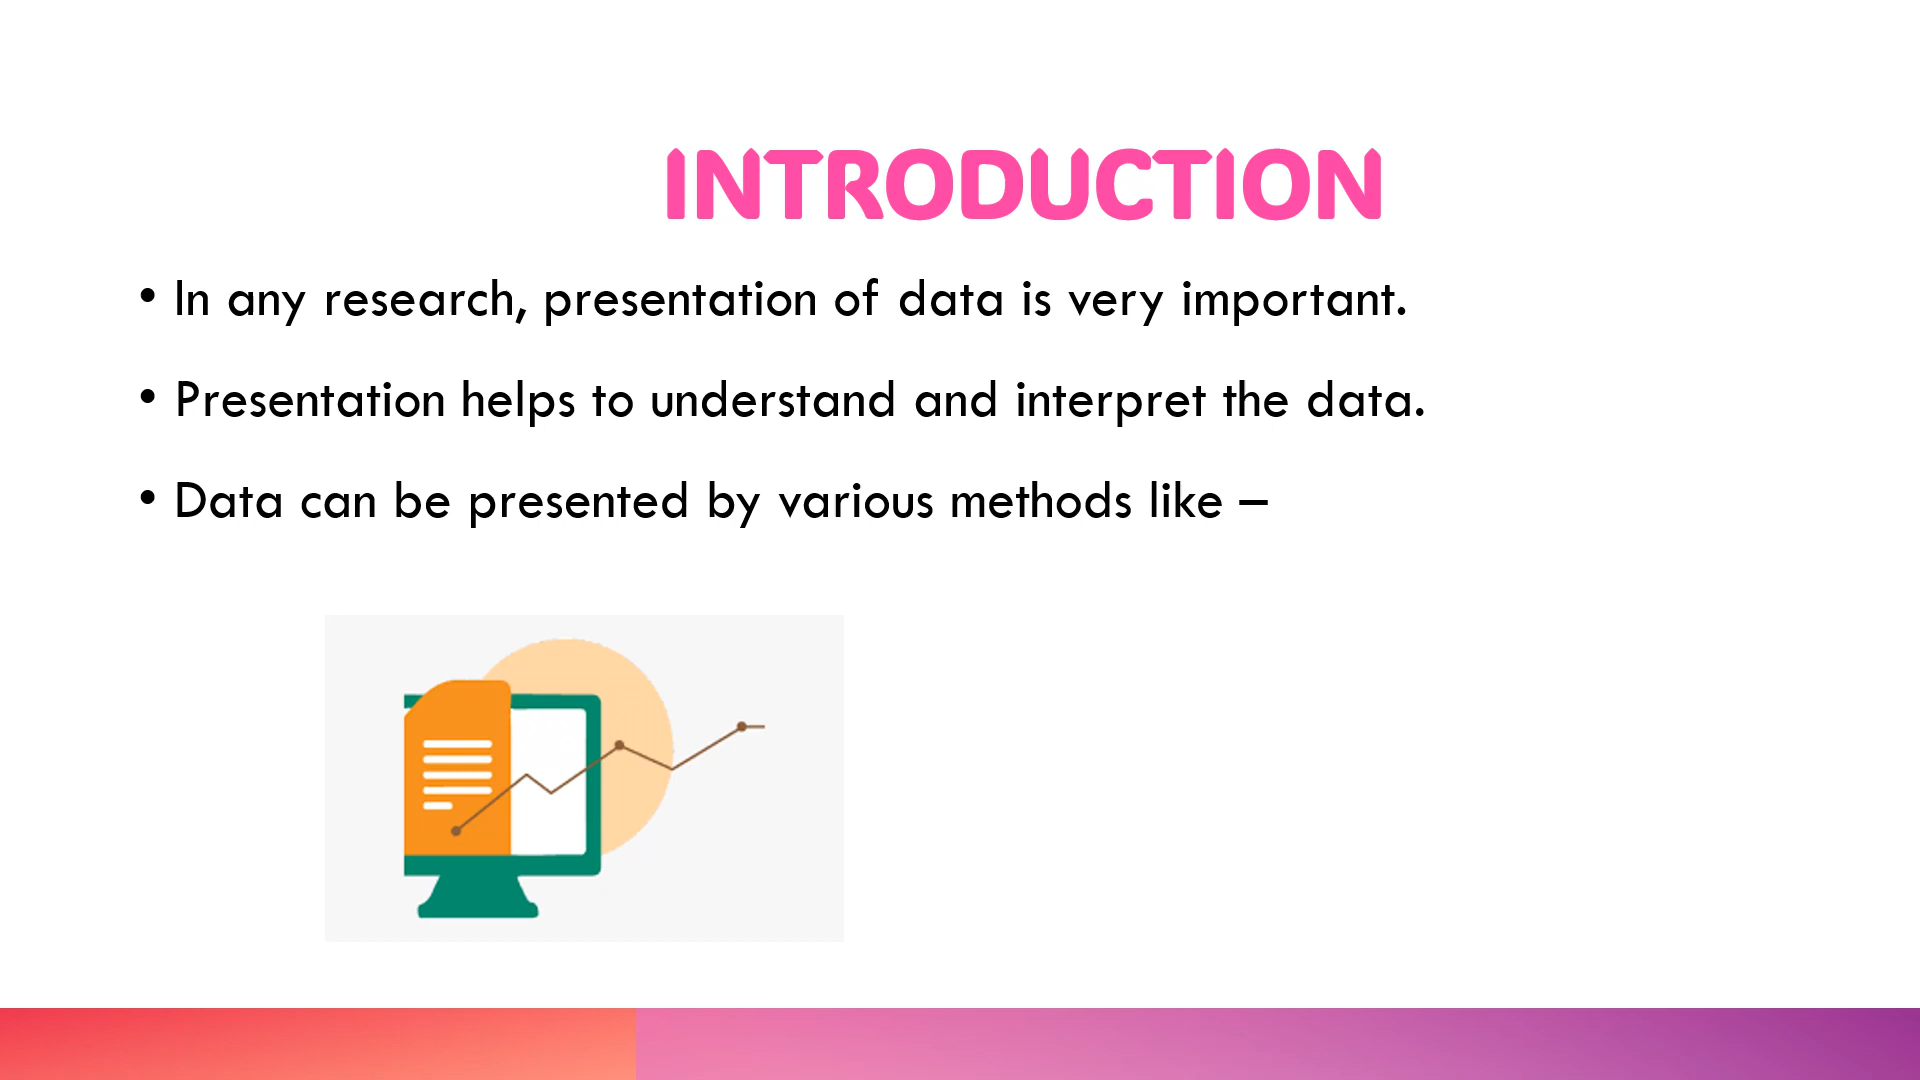 INTRODUCTION
• In any research, presentation of data is very important.
• Presentation helps to understand and interpret the data.
• Data can be presented by various methods like –